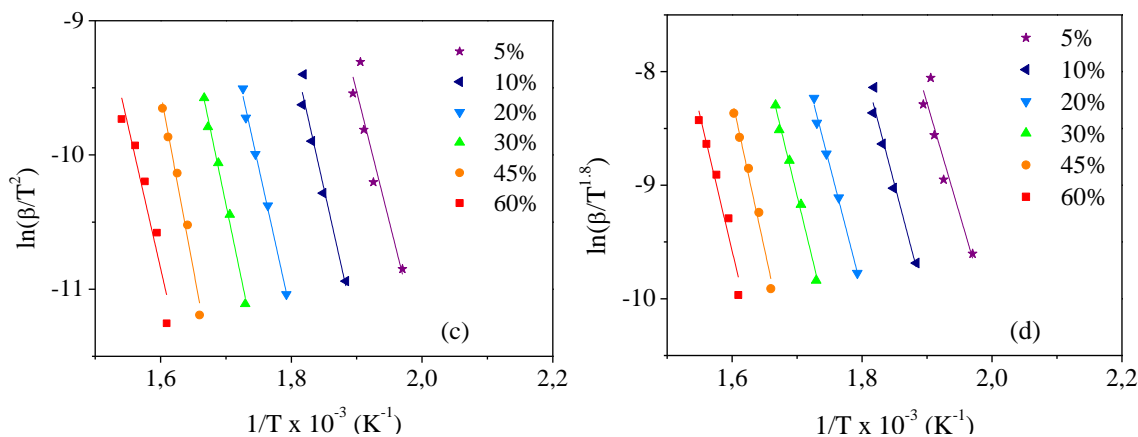 -9
-10
-11
ln(β/T²)
5%
10%
20%
30%
45%
60%
(c)
1,6 1,8 2,0 2,2
1/T x 10⁻³ (K⁻¹)
-8
-9
-10
ln(β/T¹·⁸)
5%
10%
20%
30%
45%
60%
(d)
1,6 1,8 2,0 2,2
1/T x 10⁻³ (K⁻¹)